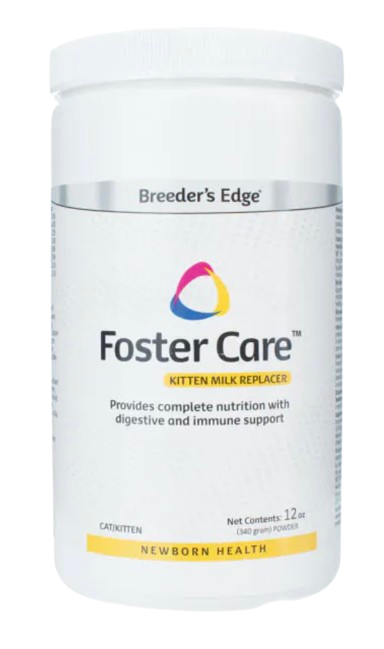 Breeder's Edge®
Foster Care™
KITTEN MILK REPLACER
Provides complete nutrition with
digestive and immune support
CAT/KITTEN
Net Contents: 12 oz
(340 gram) POWDER
NEWBORN HEALTH